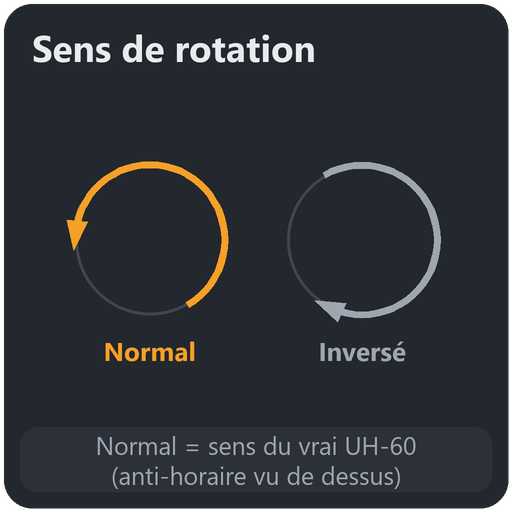 Sens de rotation
Normal
Inversé
Normal = sens du vrai UH-60
(anti-horaire vu de dessus)